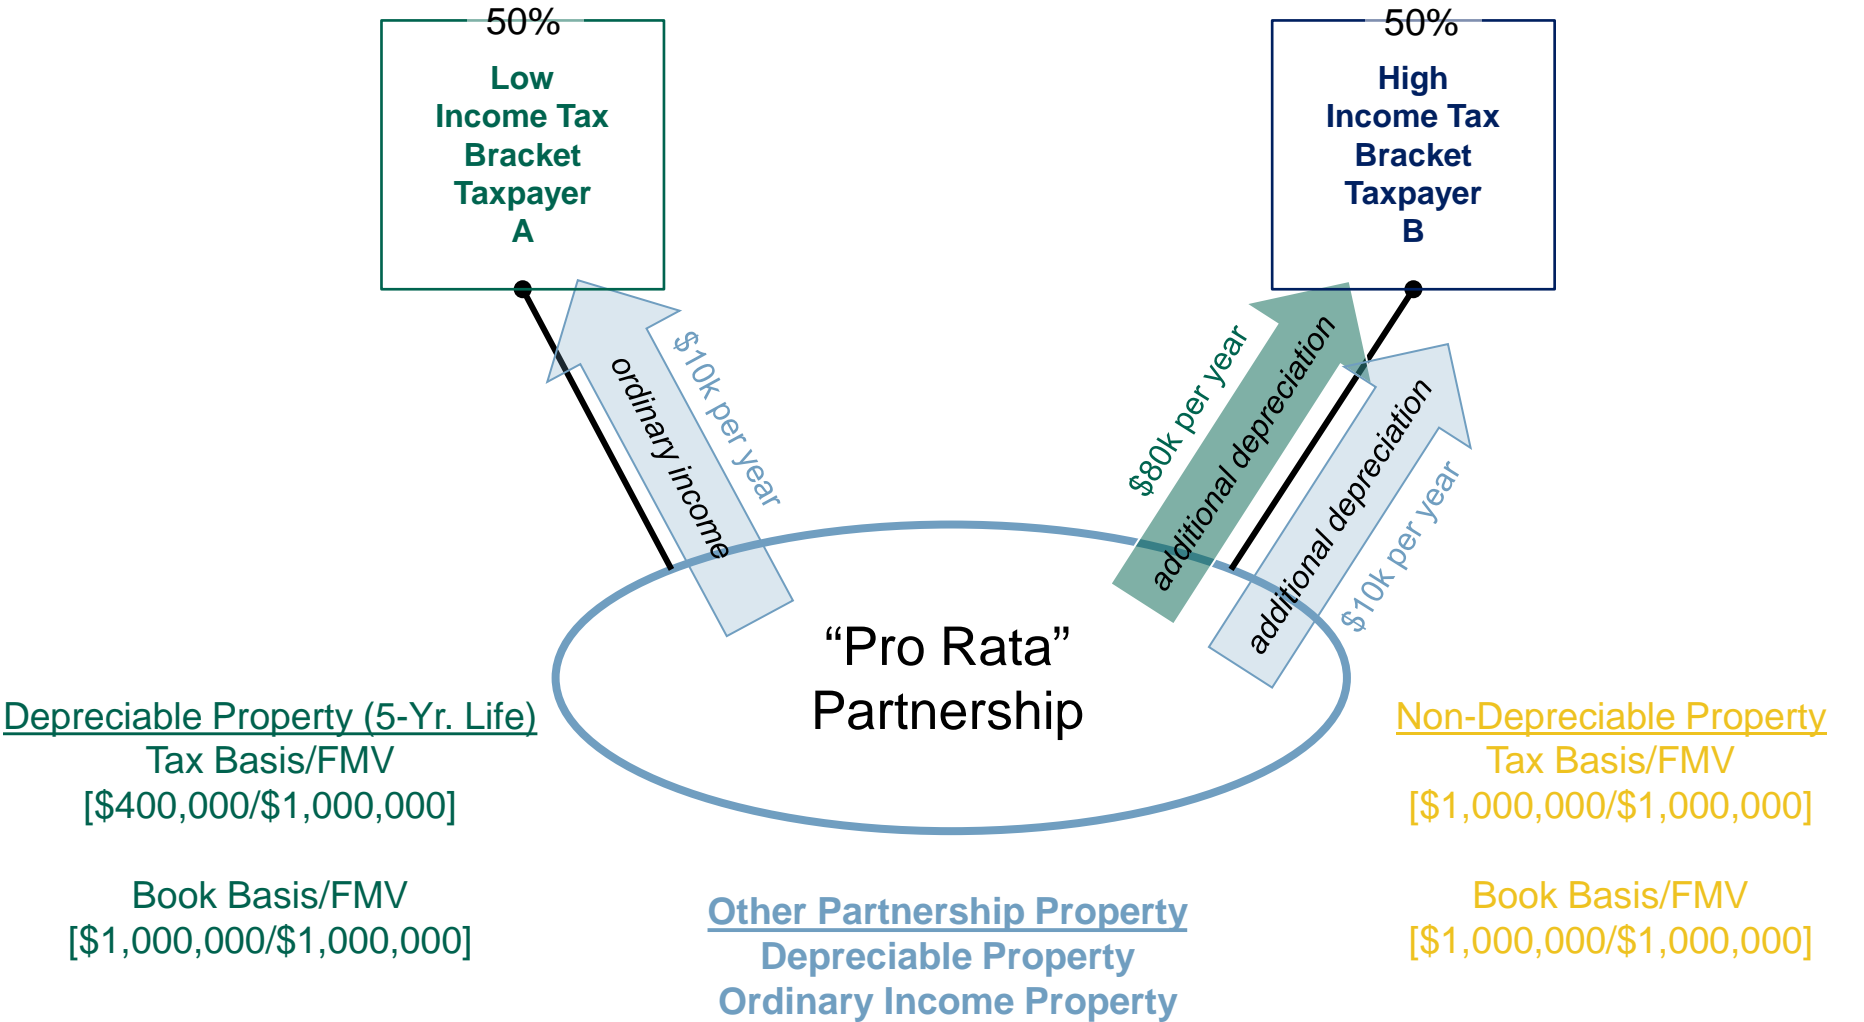 50%
Low
Income Tax
Bracket
Taxpayer
A
50%
High
Income Tax
Bracket
Taxpayer
B
ordinary income
$10k per year
$80k per year
additional depreciation
additional depreciation
$10k per year
“Pro Rata”
Partnership
Depreciable Property (5-Yr. Life)
Tax Basis/FMV
[$400,000/$1,000,000]
Book Basis/FMV
[$1,000,000/$1,000,000]
Other Partnership Property
Depreciable Property
Ordinary Income Property
Non-Depreciable Property
Tax Basis/FMV
[$1,000,000/$1,000,000]
Book Basis/FMV
[$1,000,000/$1,000,000]